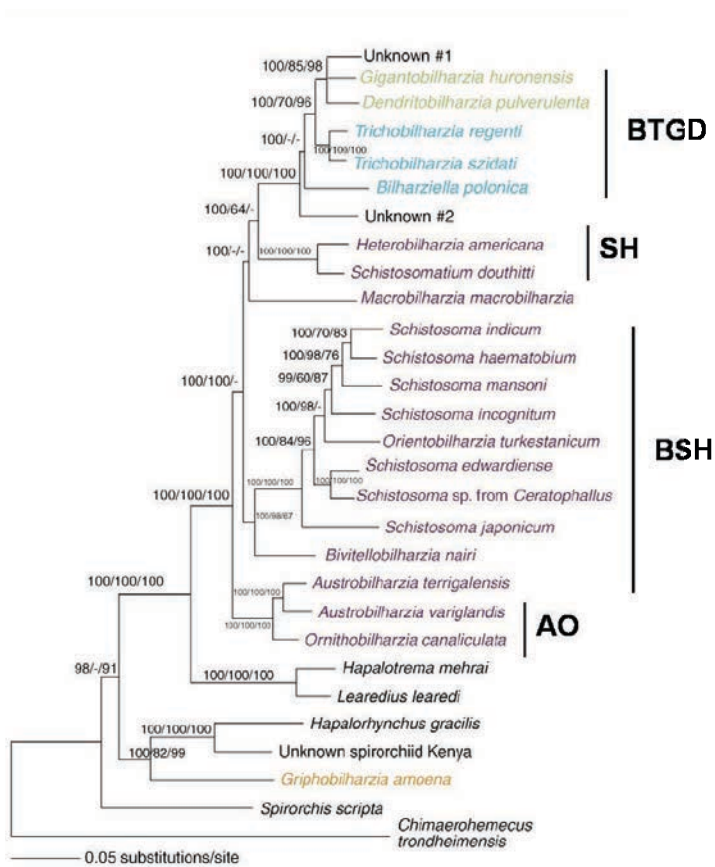 Unknown #1
100/85/98
Gigantobilharzia huronensis
100/70/96
Dendritobilharzia pulverulenta
BTGD
100/-/-
Trichobilharzia regenti
100/100/100
Trichobilharzia szidati
100/100/100
Bilharziella polonica
100/64/-
Unknown #2
100/-/-
100/100/100
Heterobilharzia americana
SH
Schistosomatium douthitti
Macrobilharzia macrobilharzia
100/70/83
Schistosoma indicum
100/98/76
Schistosoma haematobium
99/60/87
Schistosoma mansoni
100/100/-
100/98/-
Schistosoma incognitum
100/84/96
Orientobilharzia turkestanicum
BSH
Schistosoma edwardiense
100/100/100
100/100/100
100/100/100
Schistosoma sp. from Ceratophallus
100/98/67
Schistosoma japonicum
Bivitellobilharzia nairi
100/100/100
100/100/100
Austrobilharzia terrigalensis
Austrobilharzia variglandis
AO
100/100/100
Ornithobilharzia canaliculata
98/-/91
100/100/100
Hapalotrema mehrai
Learedius learedi
Hapalorhynchus gracilis
100/100/100
100/82/99
Unknown spirorchiid Kenya
Griphobilharzia amoena
Spirorchis scripta
Chimaerohemecus
trondheimensis
0.05 substitutions/site